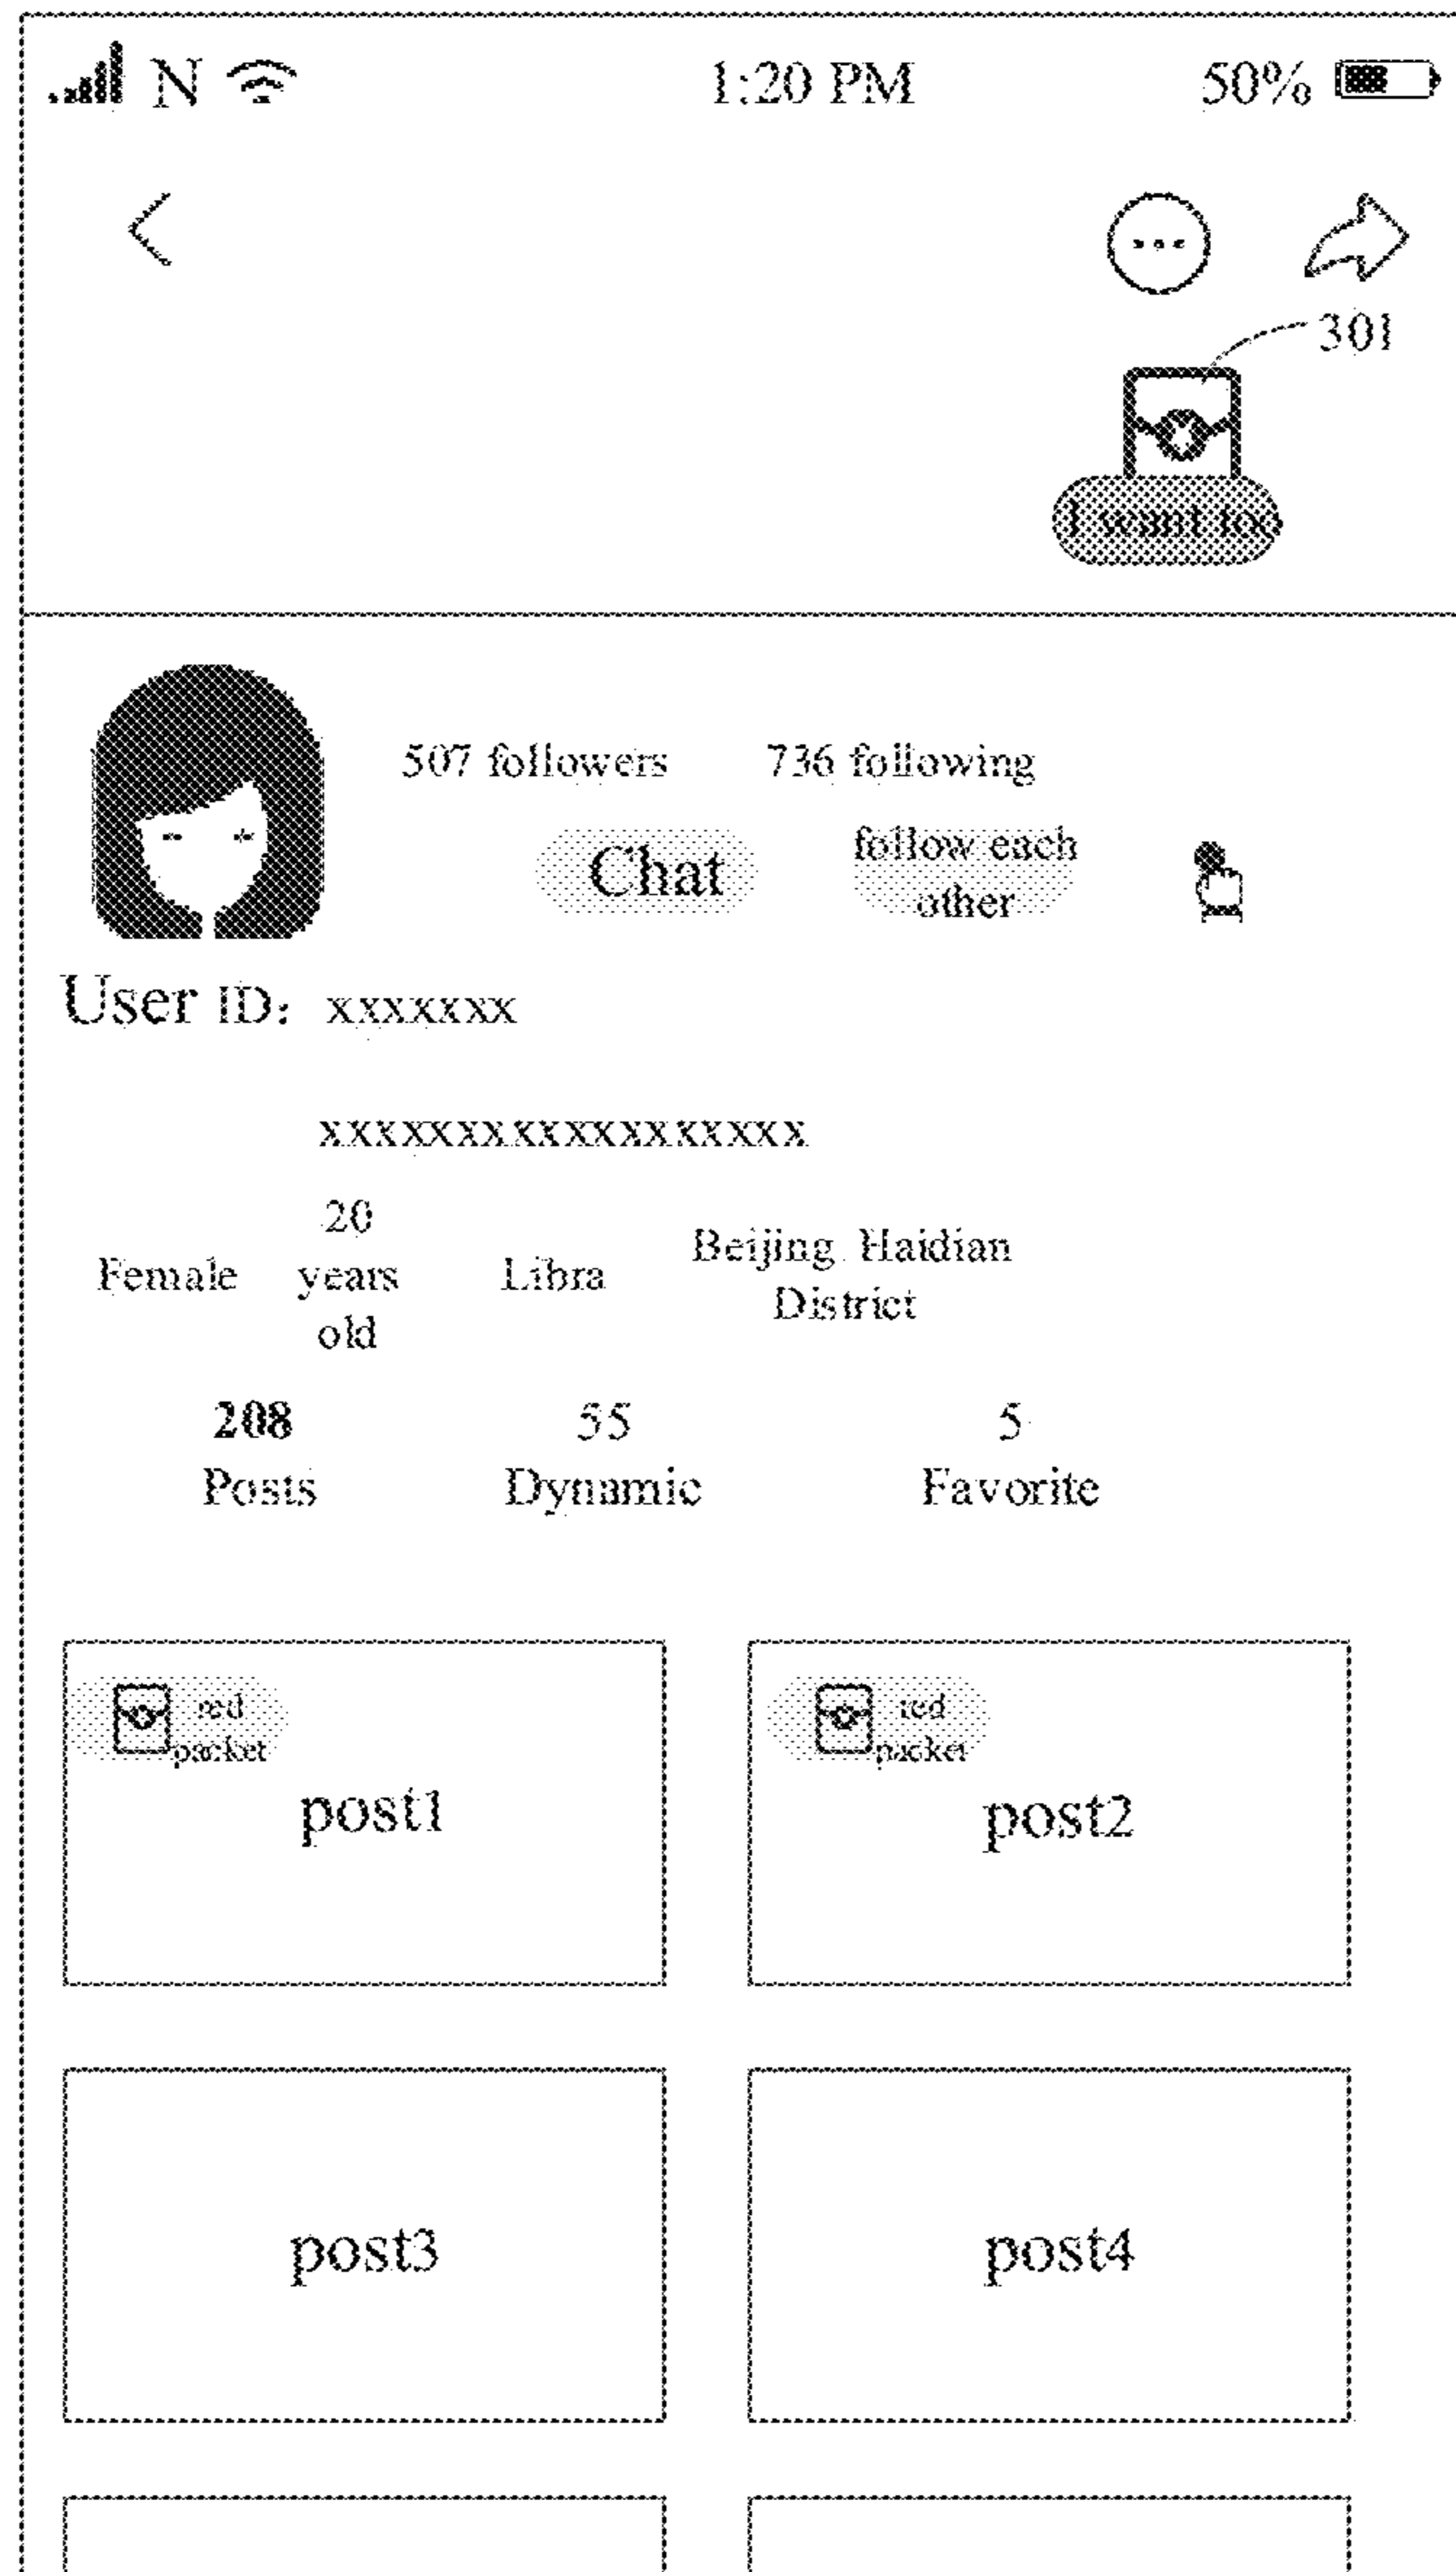 N 1:20 PM 50%
301
I want to
507 followers 736 following
Chat
follow each
other
User ID: xxxxxxx
xxxxxxxxxxxxxxxxxx
Female
20
years
old
Libra
Beijing Haidian
District
208
Posts
55
Dynamic
5
Favorite
red
packet
post1
red
packet
post2
post3
post4